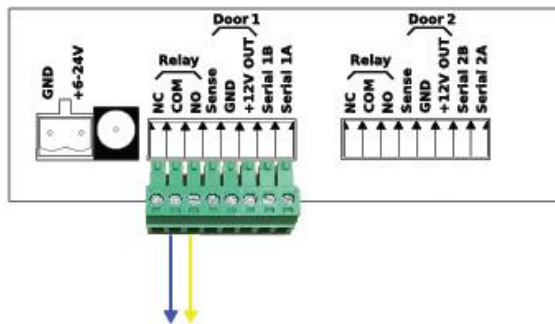 Door 1
Door 2
Relay
Relay
GND
+6-24V
NC
COM
NO
Sense
GND
+12V OUT
Serial 1B
Serial 1A
NC
COM
NO
Sense
GND
+12V OUT
Serial 2B
Serial 2A